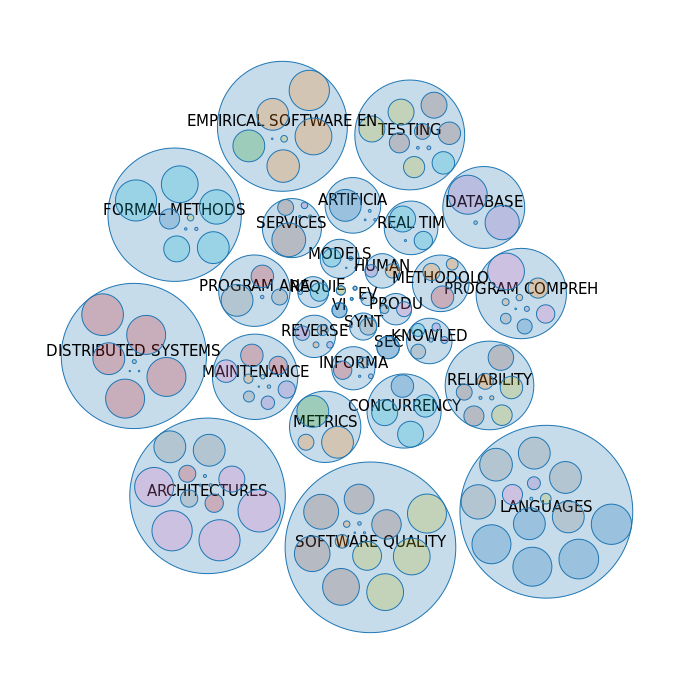 EMPIRICAL SOFTWARE EN
TESTING
FORMAL METHODS
ARTIFICIA
DATABASE
SERVICES
REAL TIM
MODELS
HUMAN
PROGRAM ANA
REQUIE
METHODOLO
PROGRAM COMPREH
EV
VI
PRODU
SYNT
REVERSE
SEC
KNOWLED
DISTRIBUTED SYSTEMS
INFORMA
MAINTENANCE
RELIABILITY
CONCURRENCY
METRICS
ARCHITECTURES
LANGUAGES
SOFTWARE QUALITY